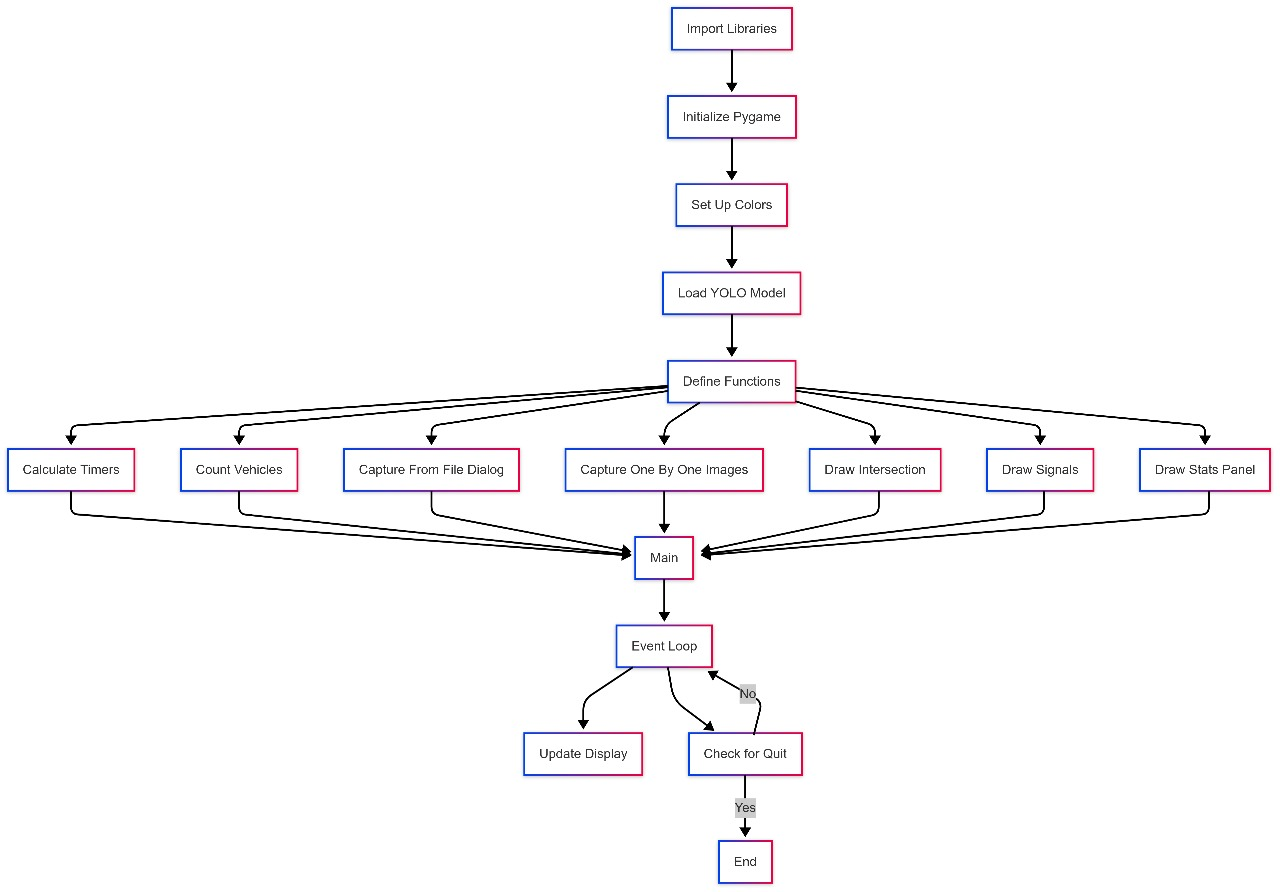 Import Libraries
Initialize Pygame
Set Up Colors
Load YOLO Model
Define Functions
Calculate Timers
Count Vehicles
Capture From File Dialog
Capture One By One Images
Draw Intersection
Draw Signals
Draw Stats Panel
Main
Event Loop
No
Update Display
Check for Quit
Yes
End